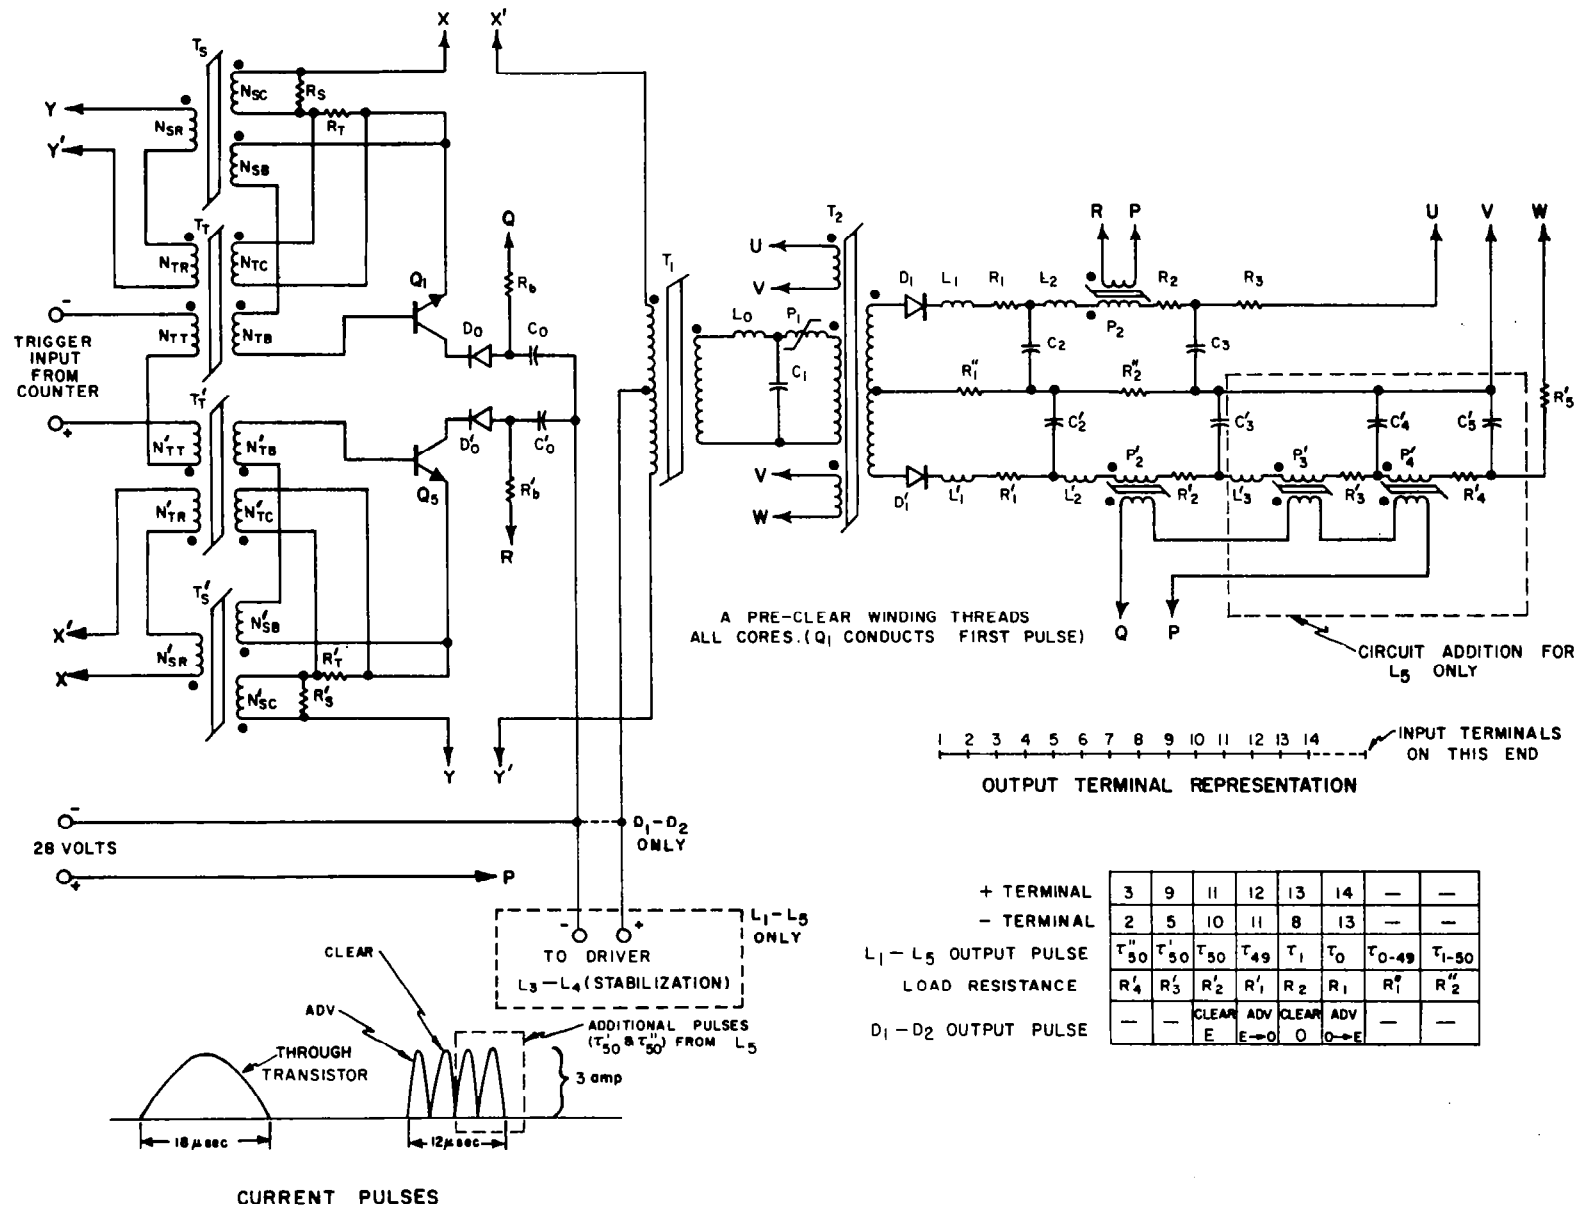 X X'
T_S
N_SC
R_S
Y
N_SR
R_T
Y'
N_SB
T_T
N_TR
N_TC
Q
Q_1
R_b
N_TT
N_TB
D_0 C_0
TRIGGER
INPUT
FROM
COUNTER
-
+
T'_T
N'_TT
N'_TB
D'_0 C'_0
Q_5
R'_b
N'_TR
N'_TC
R
T'_S
X'
N'_SB
N'_SR
R'_T
X
N'_SC
R'_S
Y Y'
T_1
L_0 P_1
C_1
T_2
U
V
V
W
R P U V W
D_1 L_1 R_1 L_2 P_2 R_2 R_3
C_2 C_3
R''_1 R''_2
C'_2 C'_3 C'_4 C'_5
R'_5
D'_1 L'_1 R'_1 L'_2 P'_2 R'_2 L'_3 P'_3 R'_3 P'_4 R'_4
Q P
A PRE-CLEAR WINDING THREADS
ALL CORES. (Q_1 CONDUCTS FIRST PULSE)
CIRCUIT ADDITION FOR
L_5 ONLY
1 2 3 4 5 6 7 8 9 10 11 12 13 14
INPUT TERMINALS
ON THIS END
OUTPUT TERMINAL REPRESENTATION
-
28 VOLTS
+
P
D_1-D_2
ONLY
L_1-L_5
ONLY
- +
TO DRIVER
L_3-L_4 (STABILIZATION)
CLEAR
ADV
ADDITIONAL PULSES
(τ'_50 & τ''_50) FROM L_5
THROUGH
TRANSISTOR
3 amp
18 μsec
12 μsec
CURRENT PULSES
+ TERMINAL 3 9 11 12 13 14 — —
- TERMINAL 2 5 10 11 8 13 — —
L_1-L_5 OUTPUT PULSE τ''_50 τ'_50 τ_50 τ_49 τ_1 τ_0 τ_0-49 τ_1-50
LOAD RESISTANCE R'_4 R'_3 R'_2 R'_1 R_2 R_1 R''_1 R''_2
D_1-D_2 OUTPUT PULSE — — CLEAR E ADV E→O CLEAR O ADV O→E — —